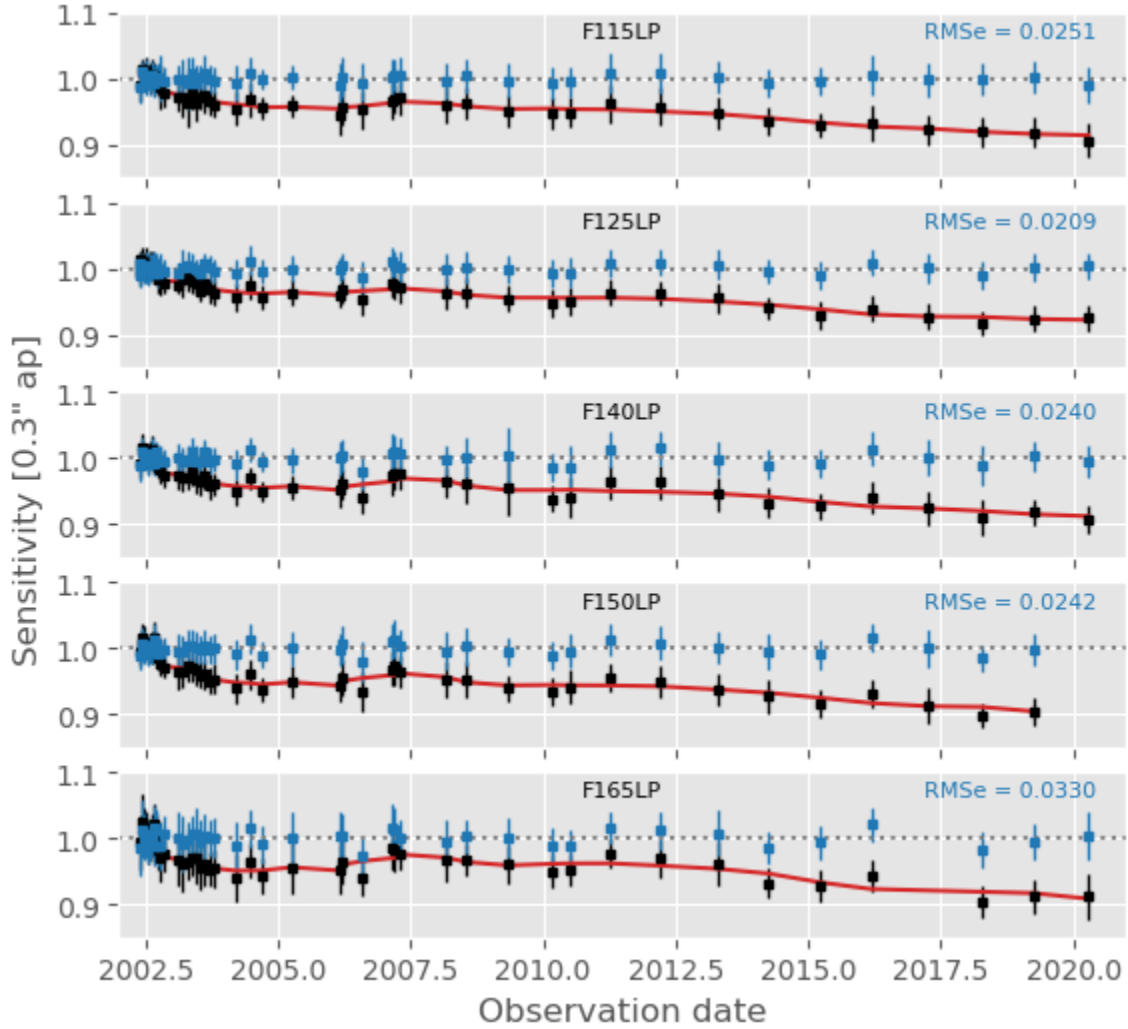 1.1
F115LP RMSe = 0.0251
1.0
0.9
1.1
F125LP RMSe = 0.0209
1.0
0.9
1.1
F140LP RMSe = 0.0240
1.0
0.9
1.1
F150LP RMSe = 0.0242
1.0
0.9
1.1
F165LP RMSe = 0.0330
1.0
0.9
Sensitivity [0.3" ap]
2002.5 2005.0 2007.5 2010.0 2012.5 2015.0 2017.5 2020.0
Observation date